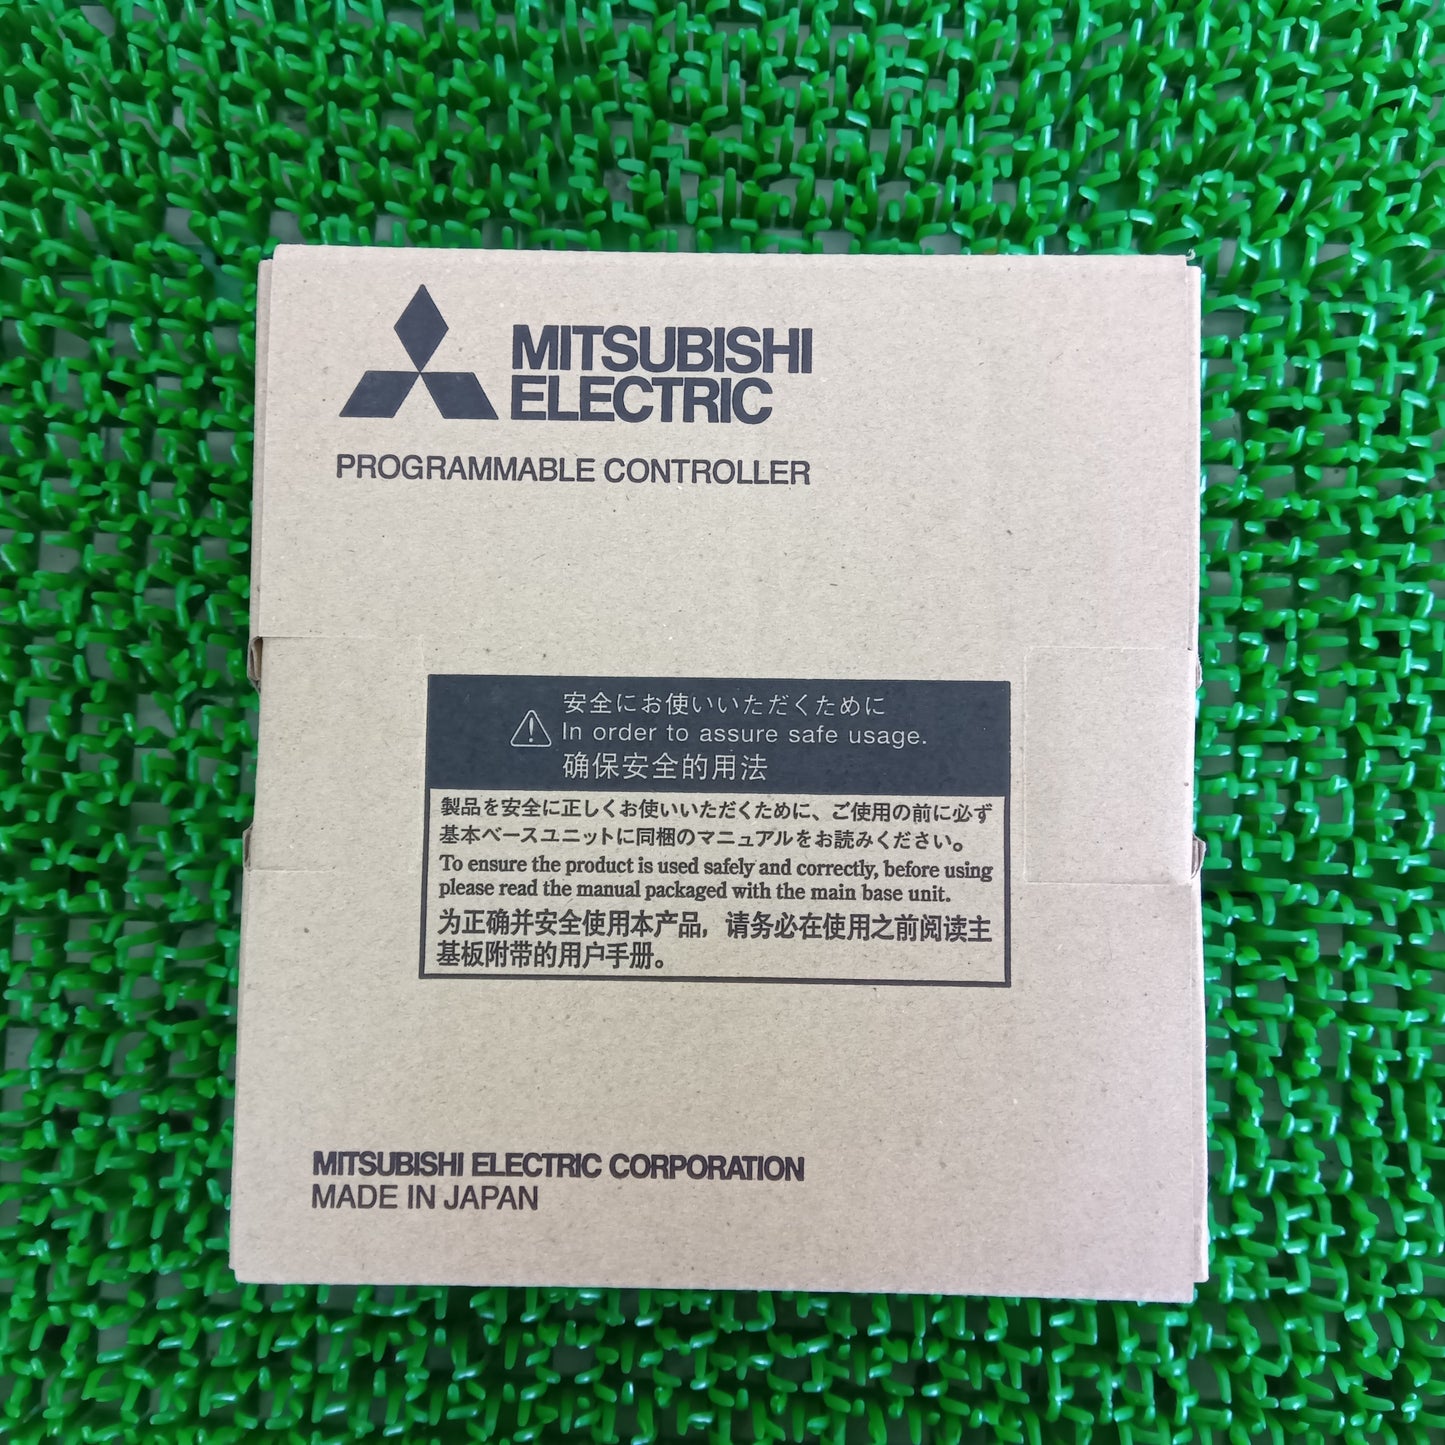 MITSUBISHI
ELECTRIC
PROGRAMMABLE CONTROLLER
安全にお使いいただくために
In order to assure safe usage.
确保安全的用法
製品を安全に正しくお使いいただくために、ご使用の前に必ず
基本ベースユニットに同梱のマニュアルをお読みください。
To ensure the product is used safely and correctly, before using
please read the manual packaged with the main base unit.
为正确并安全使用本产品，请务必在使用之前阅读主
基板附带的用户手册。
MITSUBISHI ELECTRIC CORPORATION
MADE IN JAPAN